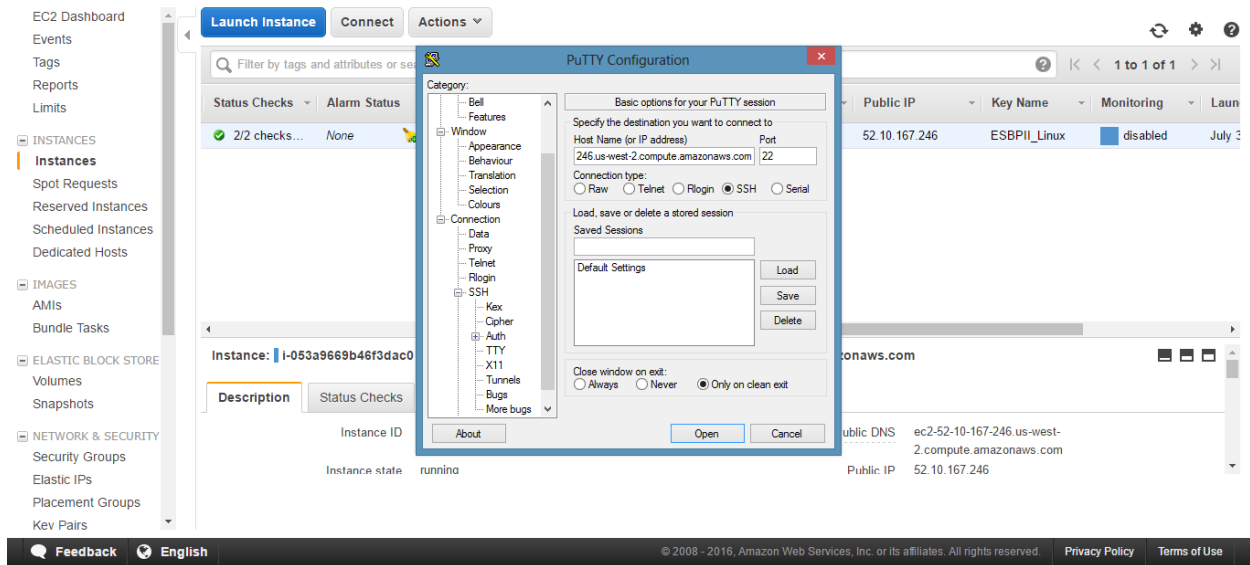 EC2 Dashboard
Events
Tags
Reports
Limits
INSTANCES
Instances
Spot Requests
Reserved Instances
Scheduled Instances
Dedicated Hosts
IMAGES
AMIs
Bundle Tasks
ELASTIC BLOCK STORE
Volumes
Snapshots
NETWORK & SECURITY
Security Groups
Elastic IPs
Placement Groups
Key Pairs
Launch Instance Connect Actions
Filter by tags and attributes or sea
1 to 1 of 1
Status Checks Alarm Status Public IP Key Name Monitoring Laun
2/2 checks... None 52.10.167.246 ESBPII_Linux disabled July 3
PuTTY Configuration
Category:
Bell
Features
Window
Appearance
Behaviour
Translation
Selection
Colours
Connection
Data
Proxy
Telnet
Rlogin
SSH
Kex
Cipher
Auth
TTY
X11
Tunnels
Bugs
More bugs
Basic options for your PuTTY session
Specify the destination you want to connect to
Host Name (or IP address) Port
246.us-west-2.compute.amazonaws.com 22
Connection type:
Raw Telnet Rlogin SSH Serial
Load, save or delete a stored session
Saved Sessions
Default Settings
Load
Save
Delete
Close window on exit:
Always Never Only on clean exit
About Open Cancel
Instance: i-053a9669b46f3dac0 zonaws.com
Description Status Checks
Instance ID ublic DNS ec2-52-10-167-246.us-west-
2.compute.amazonaws.com
Instance state running Public IP 52.10.167.246
Feedback English © 2008 - 2016, Amazon Web Services, Inc. or its affiliates. All rights reserved. Privacy Policy Terms of Use